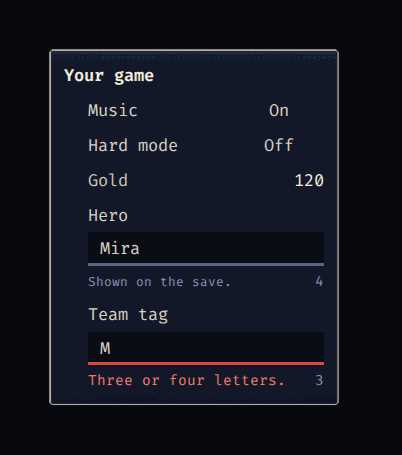 Your game
Music On
Hard mode Off
Gold 120
Hero
Mira
Shown on the save. 4
Team tag
M
Three or four letters. 3